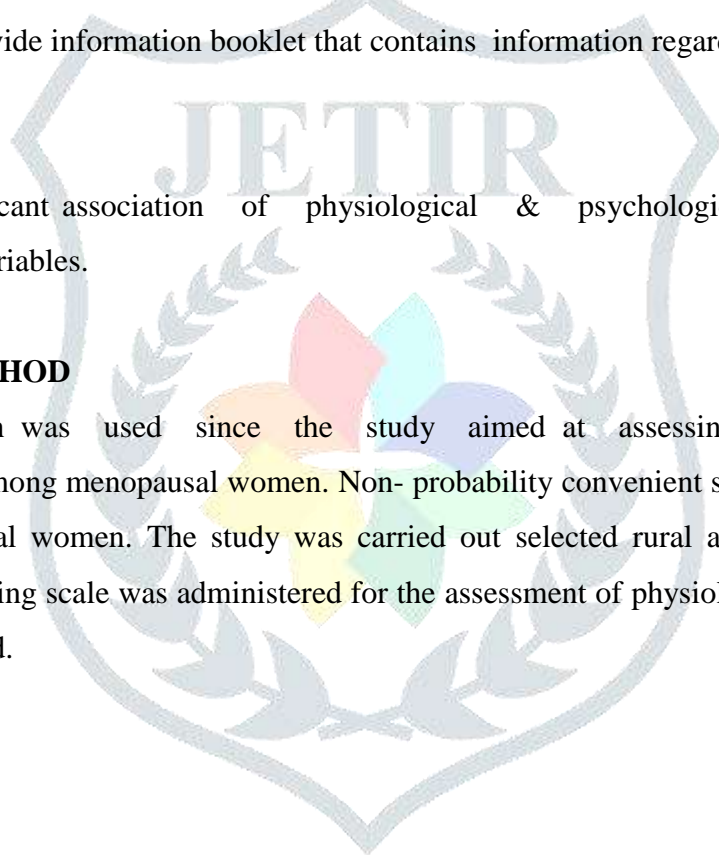 vide information booklet that contains information regar
JETIR
cant association of physiological & psychologi
riables.
HOD
was used since the study aimed at assessin
ong menopausal women. Non- probability convenient s
al women. The study was carried out selected rural a
ing scale was administered for the assessment of physiol